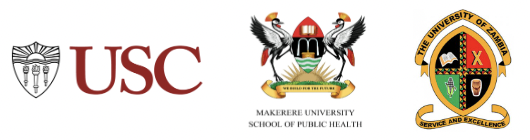 USC
WE BUILD FOR THE FUTURE
MAKERERE UNIVERSITY
SCHOOL OF PUBLIC HEALTH
THE UNIVERSITY OF ZAMBIA
SERVICE AND EXCELLENCE